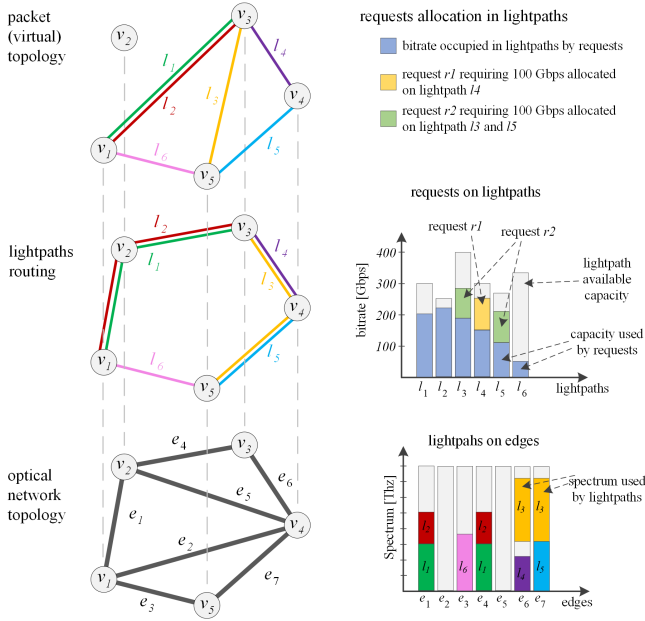 packet
(virtual)
topology
v2
v3
l1
l2
l3
l4
v4
v1
l6
v5
l5
lightpaths
routing
l2
v3
v2
l1
l4
l3
v4
v1
l6
v5
l5
optical
network
topology
e4
v3
v2
e6
e5
v4
e1
e2
v1
e3
v5
e7
requests allocation in lightpaths
bitrate occupied in lightpaths by requests
request r1 requiring 100 Gbps allocated
on lightpath l4
request r2 requiring 100 Gbps allocated
on lightpath l3 and l5
requests on lightpaths
request r1
request r2
bitrate [Gbps]
400
300
200
100
lightpath
available
capacity
capacity used
by requests
l1 l2 l3 l4 l5 l6
lightpaths
lightpahts on edges
Spectrum [Thz]
spectrum used
by lightpaths
l2 l2 l3 l3
l1 l6 l1 l4 l5
e1 e2 e3 e4 e5 e6 e7
edges